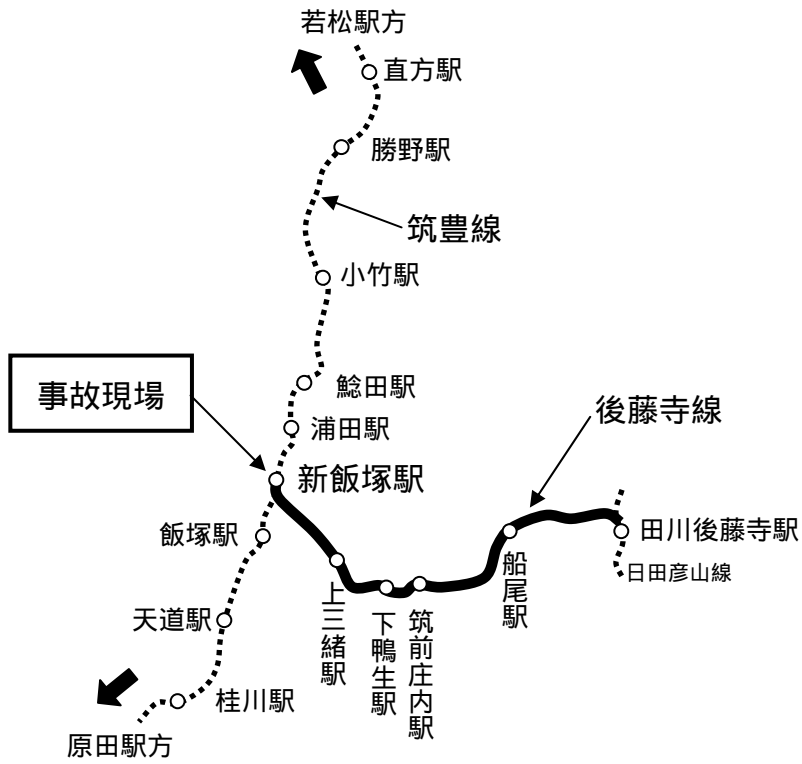 若松駅方
直方駅
勝野駅
筑豊線
小竹駅
事故現場
鯰田駅
浦田駅
後藤寺線
新飯塚駅
飯塚駅
田川後藤寺駅
日田彦山線
船尾駅
上三緒駅
下鴨生駅
筑前庄内駅
天道駅
桂川駅
原田駅方